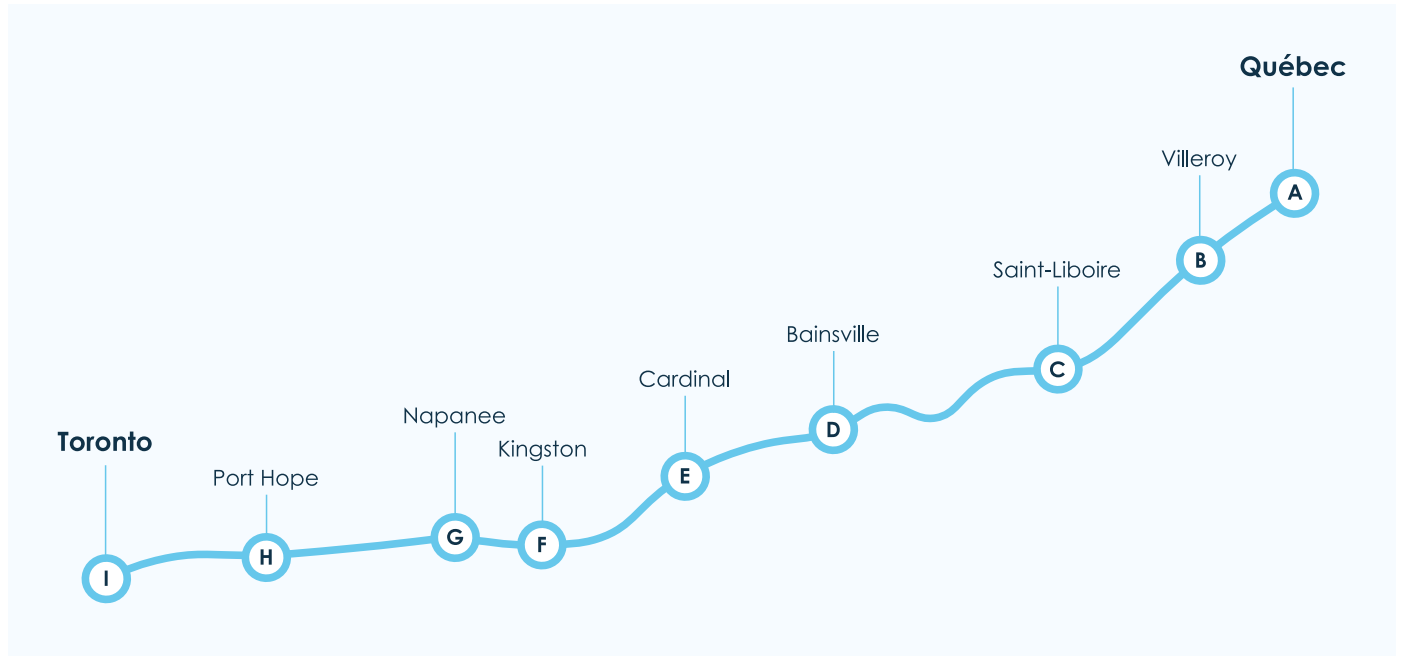 Québec
Villeroy
A
B
Saint-Liboire
Bainsville
C
Cardinal
Napanee
D
Toronto
Kingston
Port Hope
E
G
F
H
I